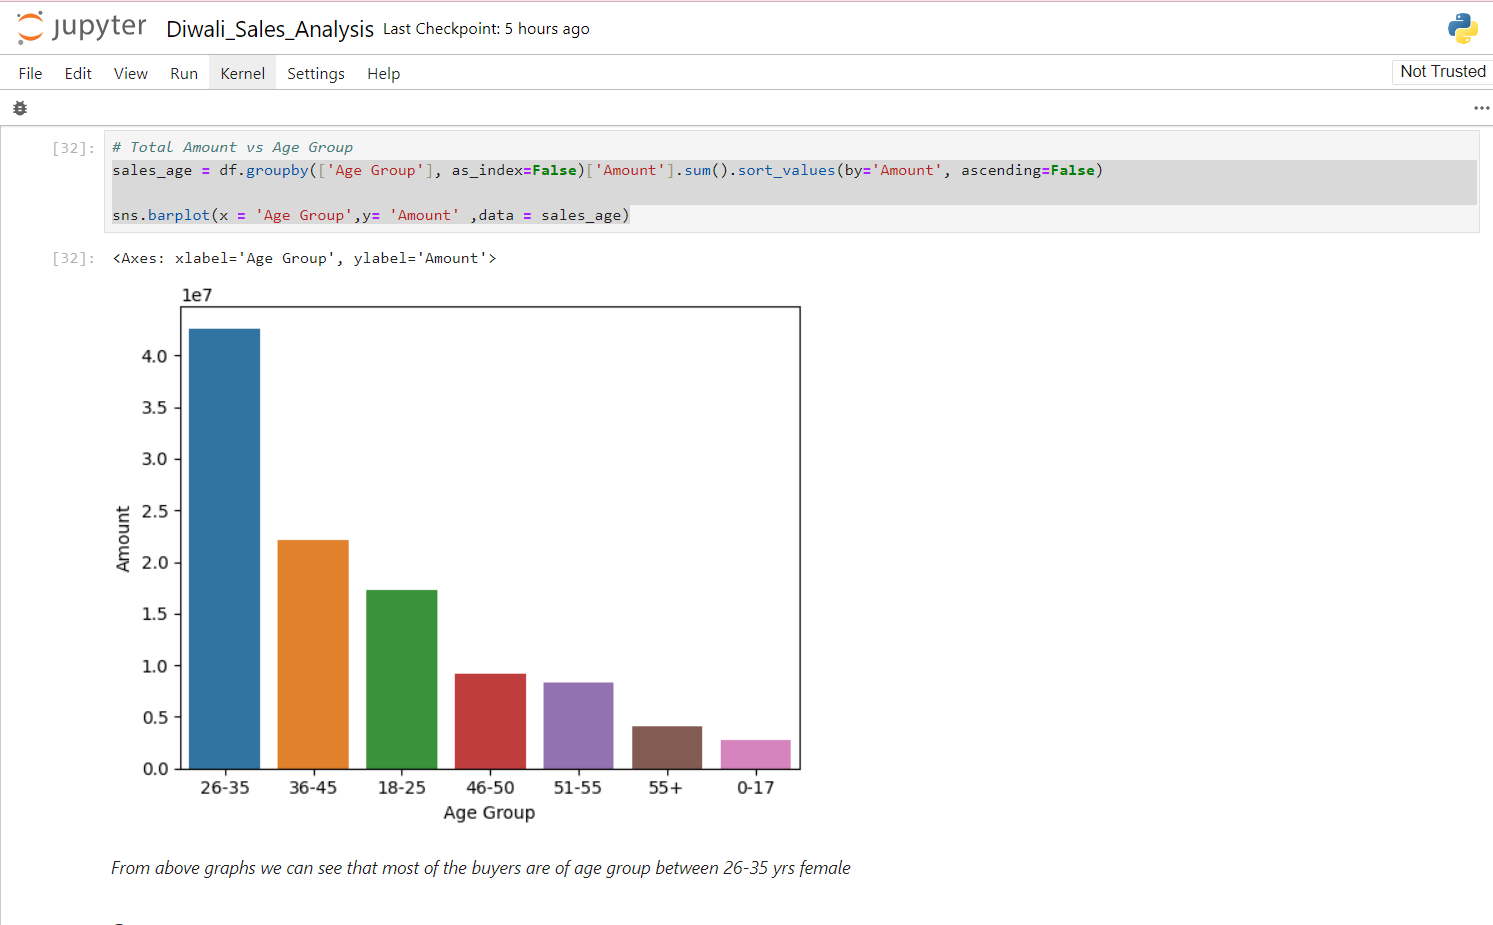 jupyter Diwali_Sales_Analysis Last Checkpoint: 5 hours ago
File Edit View Run Kernel Settings Help Not Trusted
[32]: # Total Amount vs Age Group
sales_age = df.groupby(['Age Group'], as_index=False)['Amount'].sum().sort_values(by='Amount', ascending=False)
sns.barplot(x = 'Age Group',y= 'Amount' ,data = sales_age)
[32]: <Axes: xlabel='Age Group', ylabel='Amount'>
1e7
4.0
3.5
3.0
2.5
2.0
1.5
1.0
0.5
0.0
Amount
26-35 36-45 18-25 46-50 51-55 55+ 0-17
Age Group
From above graphs we can see that most of the buyers are of age group between 26-35 yrs female